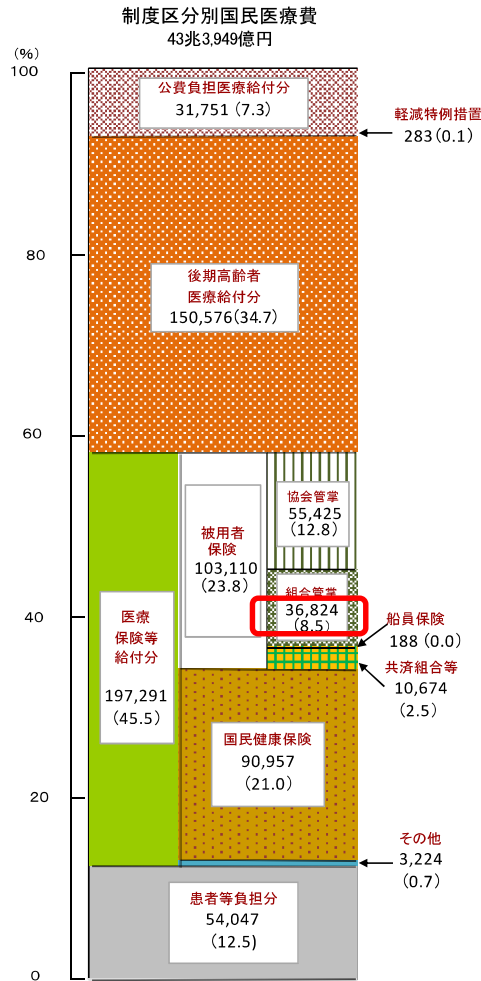 制度区分別国民医療費
43兆3,949億円
(%)
100
公費負担医療給付分
31,751 (7.3)
軽減特例措置
283(0.1)
80
後期高齢者
医療給付分
150,576(34.7)
60
協会管掌
55,425
(12.8)
被用者
保険
103,110
(23.8)
組合管掌
36,824
(8.5)
40
医療
保険等
給付分
197,291
(45.5)
船員保険
188 (0.0)
共済組合等
10,674
(2.5)
国民健康保険
90,957
(21.0)
20
その他
3,224
(0.7)
患者等負担分
54,047
(12.5)
0